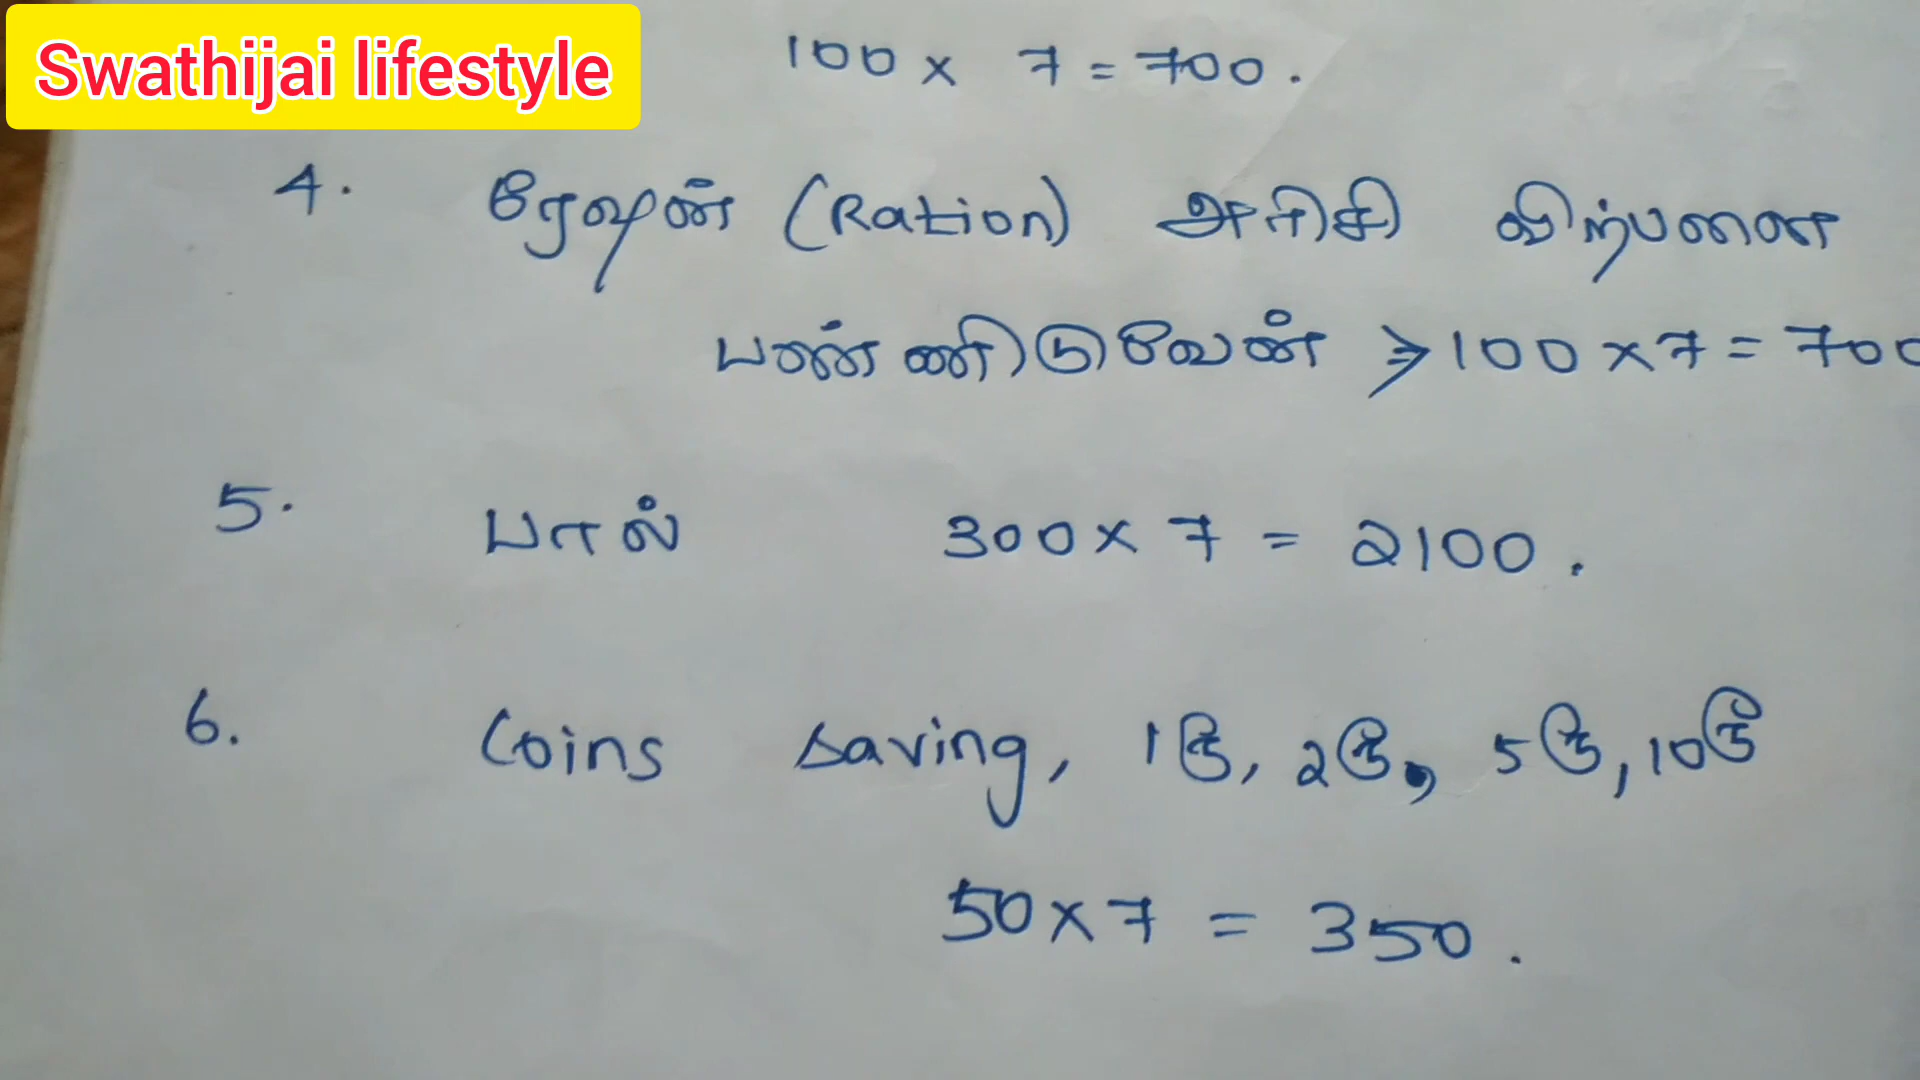 Swathijai lifestyle
100 x 7 = 700.
4. ரேஷன் (Ration) அரிசி விற்பனை
பண்ணிடுவேன் => 100 x 7 = 700
5. பால் 300 x 7 = 2100.
6. Coins saving, 1ரூ, 2ரூ, 5ரூ, 10ரூ
50 x 7 = 350.